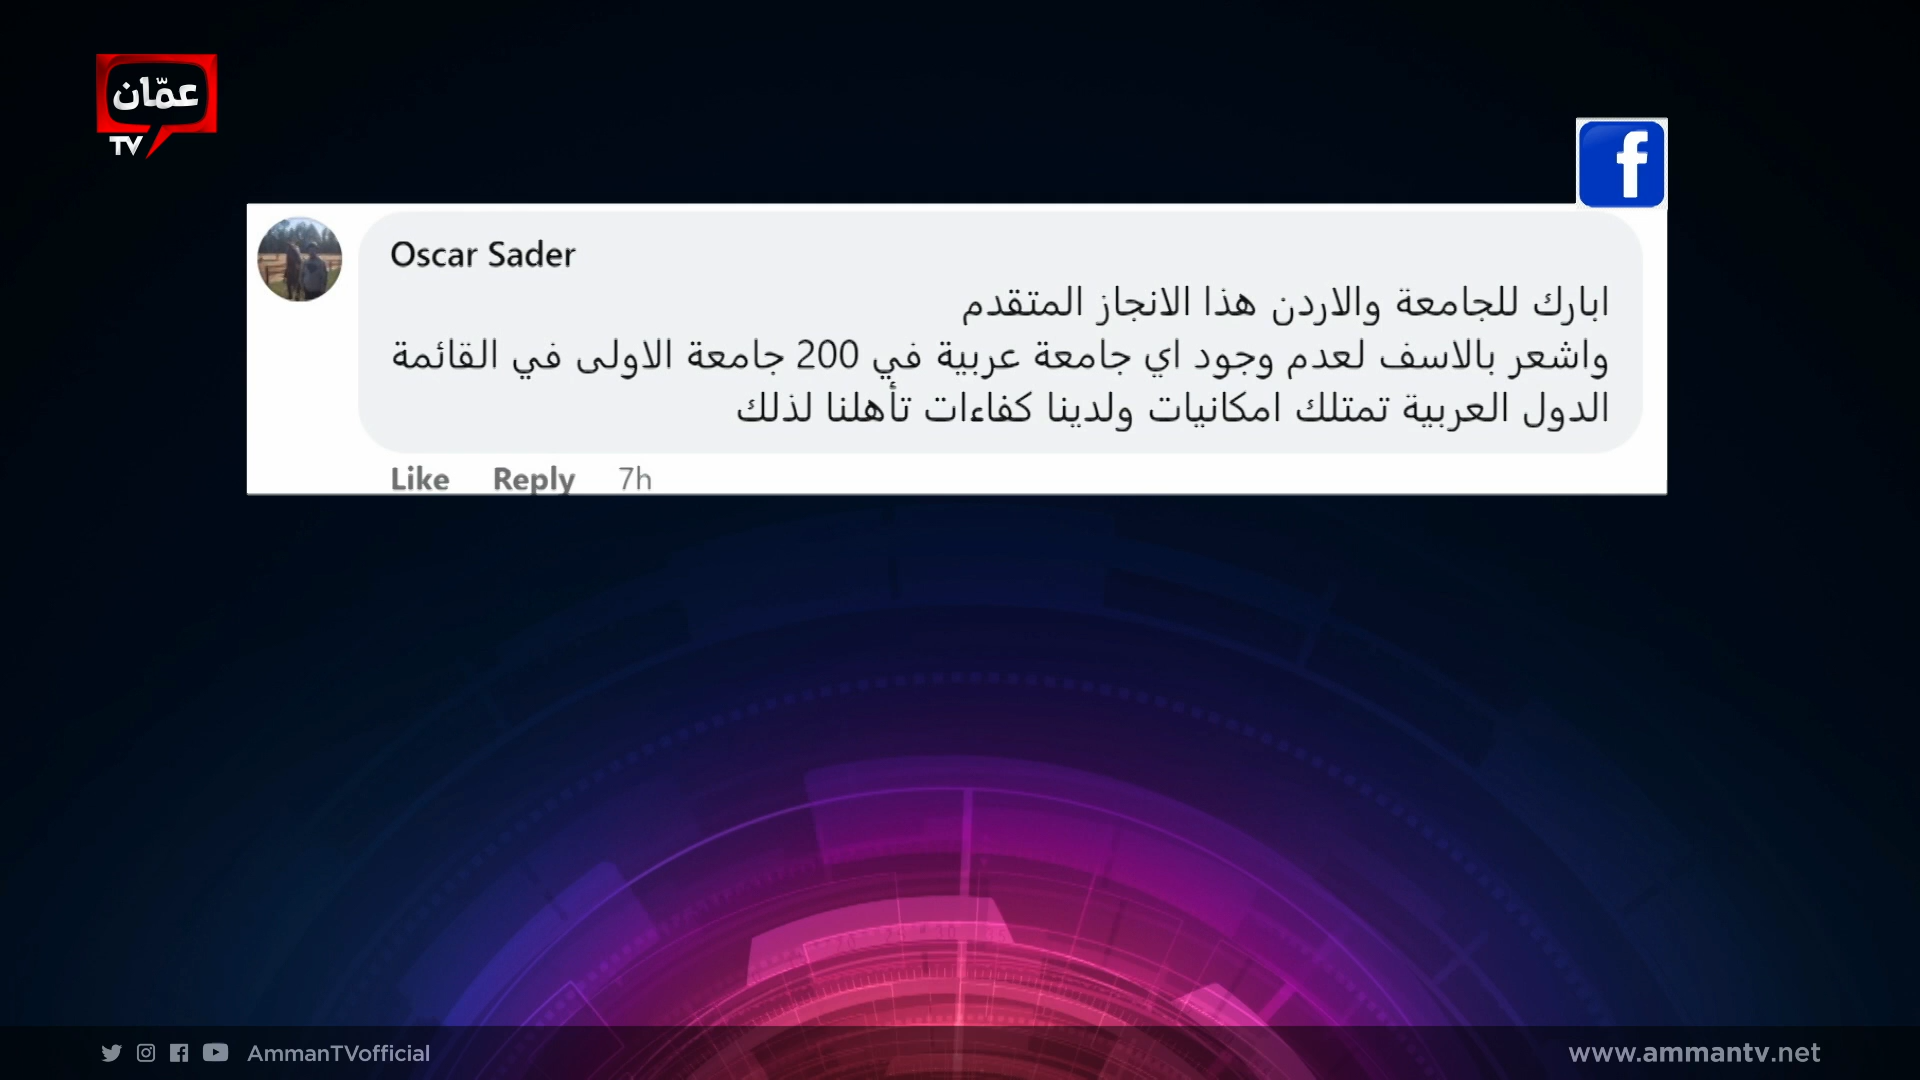 عمّان
TV
Oscar Sader
ابارك للجامعة والاردن هذا الانجاز المتقدم
واشعر بالاسف لعدم وجود اي جامعة عربية في 200 جامعة الاولى في القائمة
الدول العربية تمتلك امكانيات ولدينا كفاءات تأهلنا لذلك
Like Reply 7h
AmmanTVofficial
www.ammantv.net